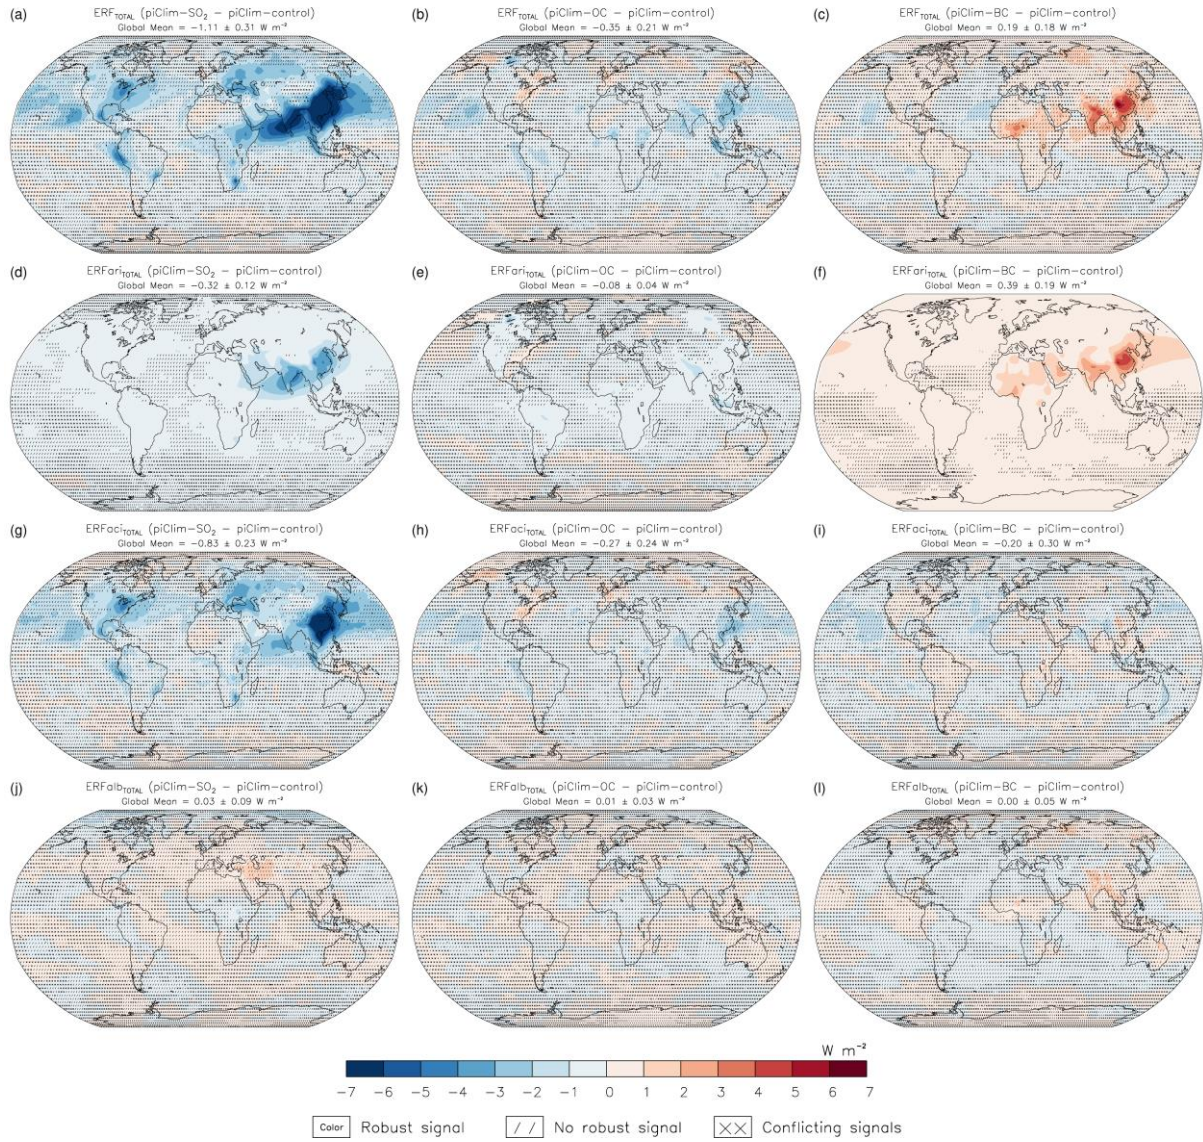 (a) ERF_TOTAL (piClim-SO₂ - piClim-control)
Global Mean = -1.11 ± 0.31 W m⁻²
(b) ERF_TOTAL (piClim-OC - piClim-control)
Global Mean = -0.35 ± 0.21 W m⁻²
(c) ERF_TOTAL (piClim-BC - piClim-control)
Global Mean = 0.19 ± 0.18 W m⁻²
(d) ERFari_TOTAL (piClim-SO₂ - piClim-control)
Global Mean = -0.32 ± 0.12 W m⁻²
(e) ERFari_TOTAL (piClim-OC - piClim-control)
Global Mean = -0.08 ± 0.04 W m⁻²
(f) ERFari_TOTAL (piClim-BC - piClim-control)
Global Mean = 0.39 ± 0.19 W m⁻²
(g) ERFaci_TOTAL (piClim-SO₂ - piClim-control)
Global Mean = -0.83 ± 0.23 W m⁻²
(h) ERFaci_TOTAL (piClim-OC - piClim-control)
Global Mean = -0.27 ± 0.24 W m⁻²
(i) ERFaci_TOTAL (piClim-BC - piClim-control)
Global Mean = -0.20 ± 0.30 W m⁻²
(j) ERFalb_TOTAL (piClim-SO₂ - piClim-control)
Global Mean = 0.03 ± 0.09 W m⁻²
(k) ERFalb_TOTAL (piClim-OC - piClim-control)
Global Mean = 0.01 ± 0.03 W m⁻²
(l) ERFalb_TOTAL (piClim-BC - piClim-control)
Global Mean = 0.00 ± 0.05 W m⁻²
W m⁻²
-7 -6 -5 -4 -3 -2 -1 0 1 2 3 4 5 6 7
Color Robust signal // No robust signal XX Conflicting signals